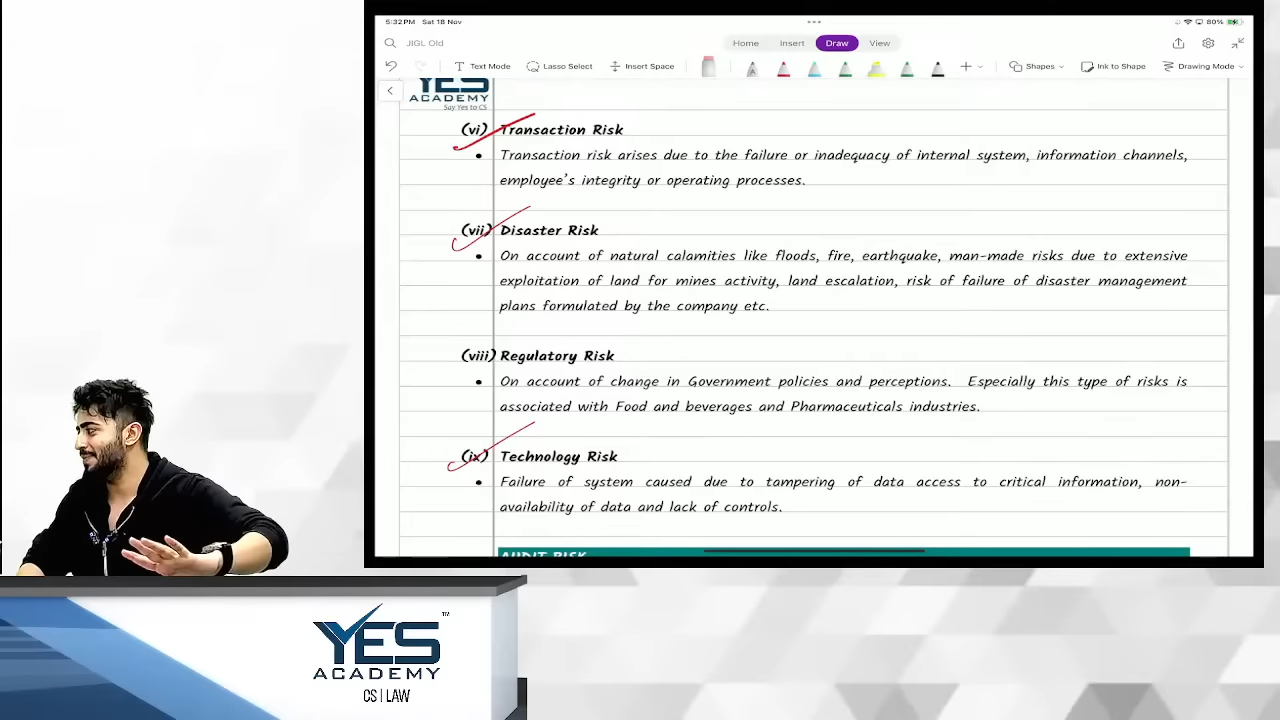 5:32PM Sat 18 Nov
80%
JIGL Old
Home Insert Draw View
Text Mode Lasso Select Insert Space Shapes Ink to Shape Drawing Mode
YES
ACADEMY
Say Yes to CS
(vi) Transaction Risk
• Transaction risk arises due to the failure or inadequacy of internal system, information channels,
employee's integrity or operating processes.
(vii) Disaster Risk
• On account of natural calamities like floods, fire, earthquake, man-made risks due to extensive
exploitation of land for mines activity, land escalation, risk of failure of disaster management
plans formulated by the company etc.
(viii) Regulatory Risk
• On account of change in Government policies and perceptions. Especially this type of risks is
associated with Food and beverages and Pharmaceuticals industries.
(ix) Technology Risk
• Failure of system caused due to tampering of data access to critical information, non-
availability of data and lack of controls.
AUDIT RISK
YES™
ACADEMY
CS | LAW